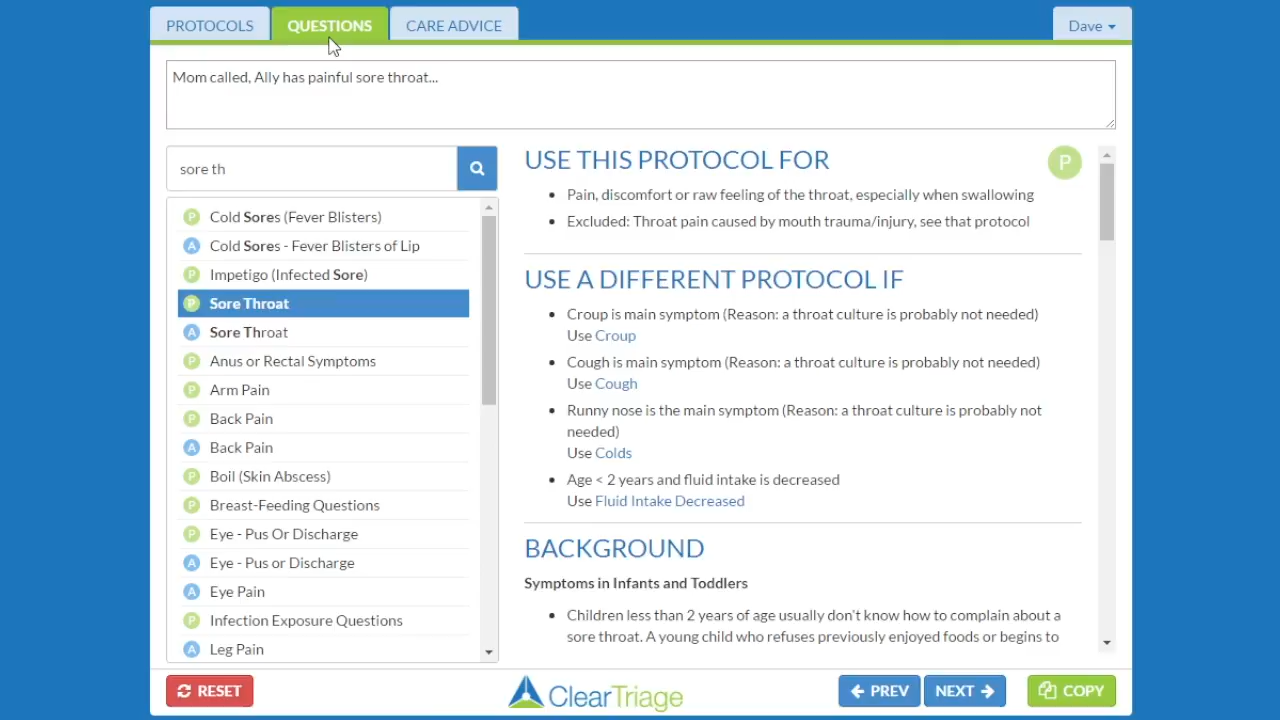 PROTOCOLS
QUESTIONS
CARE ADVICE
Dave
Mom called, Ally has painful sore throat...
sore th
P Cold Sores (Fever Blisters)
A Cold Sores - Fever Blisters of Lip
P Impetigo (Infected Sore)
P Sore Throat
A Sore Throat
P Anus or Rectal Symptoms
P Arm Pain
P Back Pain
A Back Pain
P Boil (Skin Abscess)
P Breast-Feeding Questions
P Eye - Pus Or Discharge
A Eye - Pus or Discharge
A Eye Pain
P Infection Exposure Questions
A Leg Pain
USE THIS PROTOCOL FOR
P
• Pain, discomfort or raw feeling of the throat, especially when swallowing
• Excluded: Throat pain caused by mouth trauma/injury, see that protocol
USE A DIFFERENT PROTOCOL IF
• Croup is main symptom (Reason: a throat culture is probably not needed)
Use Croup
• Cough is main symptom (Reason: a throat culture is probably not needed)
Use Cough
• Runny nose is the main symptom (Reason: a throat culture is probably not
needed)
Use Colds
• Age < 2 years and fluid intake is decreased
Use Fluid Intake Decreased
BACKGROUND
Symptoms in Infants and Toddlers
• Children less than 2 years of age usually don't know how to complain about a
sore throat. A young child who refuses previously enjoyed foods or begins to
RESET
ClearTriage
PREV
NEXT
COPY